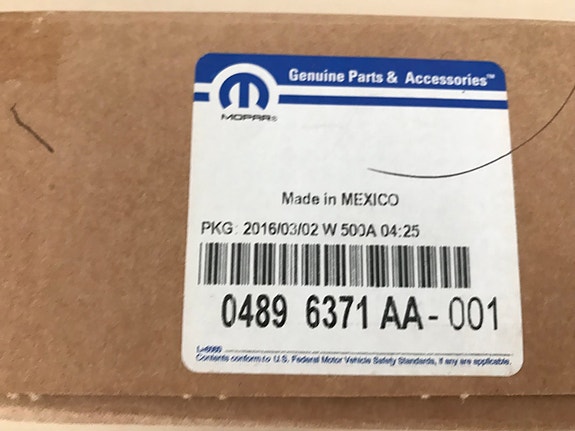 Genuine Parts & Accessories™
MOPAR®
Made in MEXICO
PKG: 2016/03/02 W 500A 04:25
0489 6371 AA - 001
L-6000
Contents conform to U.S. Federal Motor Vehicle Safety Standards, if any are applicable.